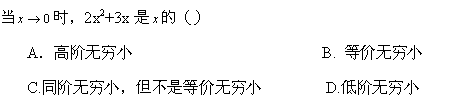 当 x → 0 时，2x²+3x 是 x 的（）
A．高阶无穷小 B. 等价无穷小
C.同阶无穷小，但不是等价无穷小 D.低阶无穷小